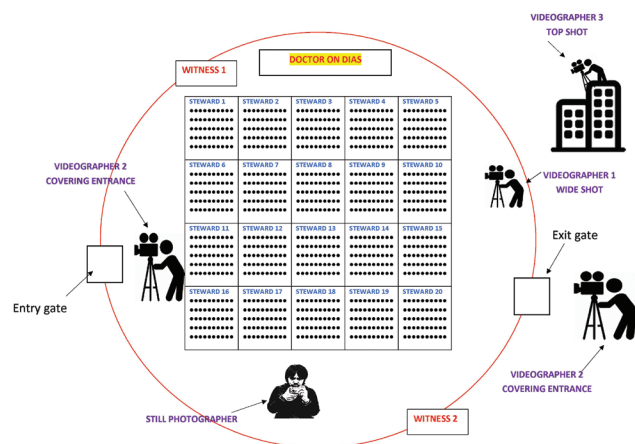 VIDEOGRAPHER 3
TOP SHOT
DOCTOR ON DIAS
WITNESS 1
STEWARD 1 STEWARD 2 STEWARD 3 STEWARD 4 STEWARD 5
STEWARD 6 STEWARD 7 STEWARD 8 STEWARD 9 STEWARD 10
VIDEOGRAPHER 2
COVERING ENTRANCE
VIDEOGRAPHER 1
WIDE SHOT
STEWARD 11 STEWARD 12 STEWARD 13 STEWARD 14 STEWARD 15
Exit gate
Entry gate
STEWARD 16 STEWARD 17 STEWARD 18 STEWARD 19 STEWARD 20
VIDEOGRAPHER 2
COVERING ENTRANCE
STILL PHOTOGRAPHER
WITNESS 2